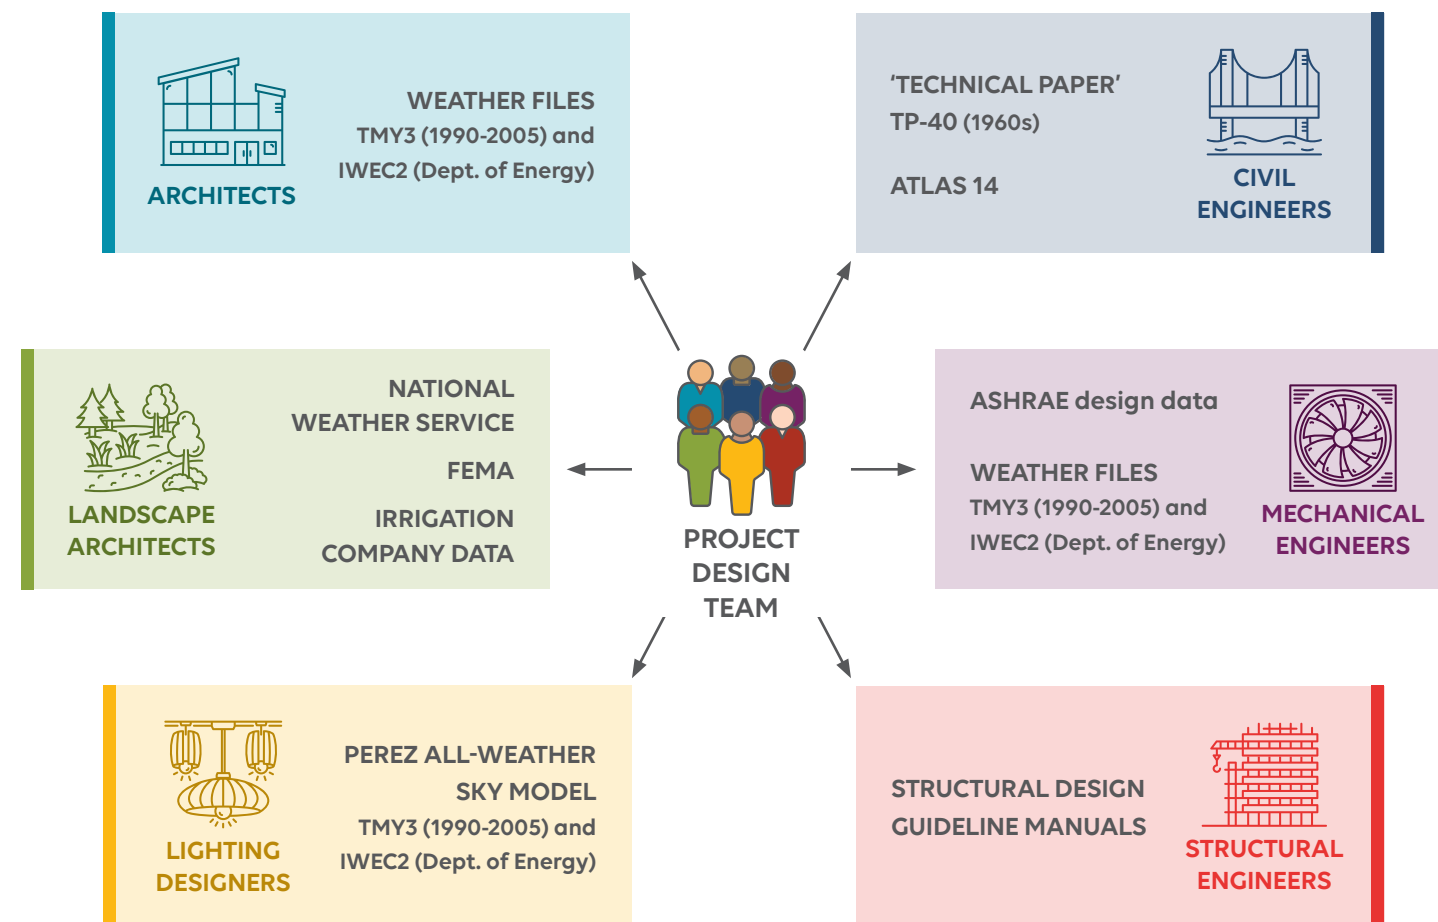 WEATHER FILES
TMY3 (1990-2005) and
IWEC2 (Dept. of Energy)
ARCHITECTS
‘TECHNICAL PAPER’
TP-40 (1960s)
ATLAS 14
CIVIL
ENGINEERS
NATIONAL
WEATHER SERVICE
FEMA
IRRIGATION
COMPANY DATA
LANDSCAPE
ARCHITECTS
PROJECT
DESIGN
TEAM
ASHRAE design data
WEATHER FILES
TMY3 (1990-2005) and
IWEC2 (Dept. of Energy)
MECHANICAL
ENGINEERS
PEREZ ALL-WEATHER
SKY MODEL
TMY3 (1990-2005) and
IWEC2 (Dept. of Energy)
LIGHTING
DESIGNERS
STRUCTURAL DESIGN
GUIDELINE MANUALS
STRUCTURAL
ENGINEERS